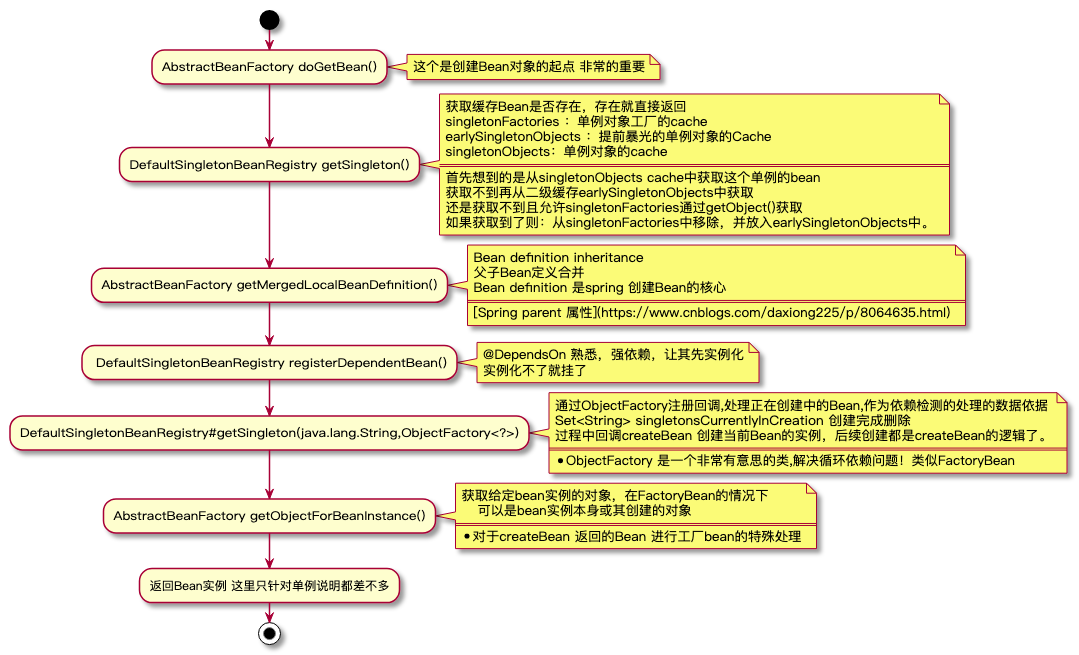 AbstractBeanFactory doGetBean()
这个是创建Bean对象的起点 非常的重要
DefaultSingletonBeanRegistry getSingleton()
获取缓存Bean是否存在，存在就直接返回
singletonFactories ：单例对象工厂的cache
earlySingletonObjects ：提前暴光的单例对象的Cache
singletonObjects：单例对象的cache
首先想到的是从singletonObjects cache中获取这个单例的bean
获取不到再从二级缓存earlySingletonObjects中获取
还是获取不到且允许singletonFactories通过getObject()获取
如果获取到了则：从singletonFactories中移除，并放入earlySingletonObjects中。
AbstractBeanFactory getMergedLocalBeanDefinition()
Bean definition inheritance
父子Bean定义合并
Bean definition 是spring 创建Bean的核心
[Spring parent 属性](https://www.cnblogs.com/daxiong225/p/8064635.html)
DefaultSingletonBeanRegistry registerDependentBean()
@DependsOn 熟悉，强依赖，让其先实例化
实例化不了就挂了
DefaultSingletonBeanRegistry#getSingleton(java.lang.String,ObjectFactory<?>)
通过ObjectFactory注册回调,处理正在创建中的Bean,作为依赖检测的处理的数据依据
Set<String> singletonsCurrentlyInCreation 创建完成删除
过程中回调createBean 创建当前Bean的实例，后续创建都是createBean的逻辑了。
•ObjectFactory 是一个非常有意思的类,解决循环依赖问题！类似FactoryBean
AbstractBeanFactory getObjectForBeanInstance()
获取给定bean实例的对象，在FactoryBean的情况下
可以是bean实例本身或其创建的对象
•对于createBean 返回的Bean 进行工厂bean的特殊处理
返回Bean实例 这里只针对单例说明都差不多